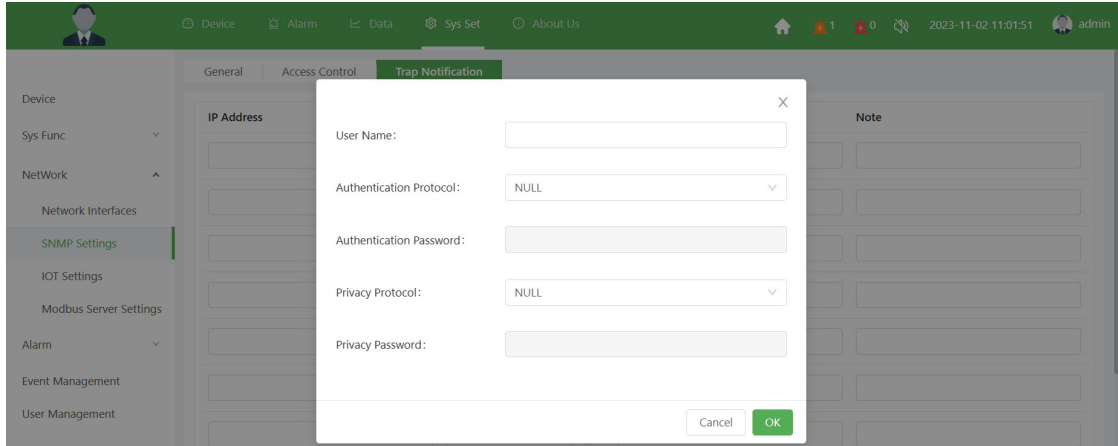 Device Alarm Data Sys Set About Us 1 0 2023-11-02 11:01:51 admin
General Access Control Trap Notification
Device
IP Address Note
Sys Func
NetWork
Network Interfaces
SNMP Settings
IOT Settings
Modbus Server Settings
Alarm
Event Management
User Management
User Name:
Authentication Protocol: NULL
Authentication Password:
Privacy Protocol: NULL
Privacy Password:
Cancel OK